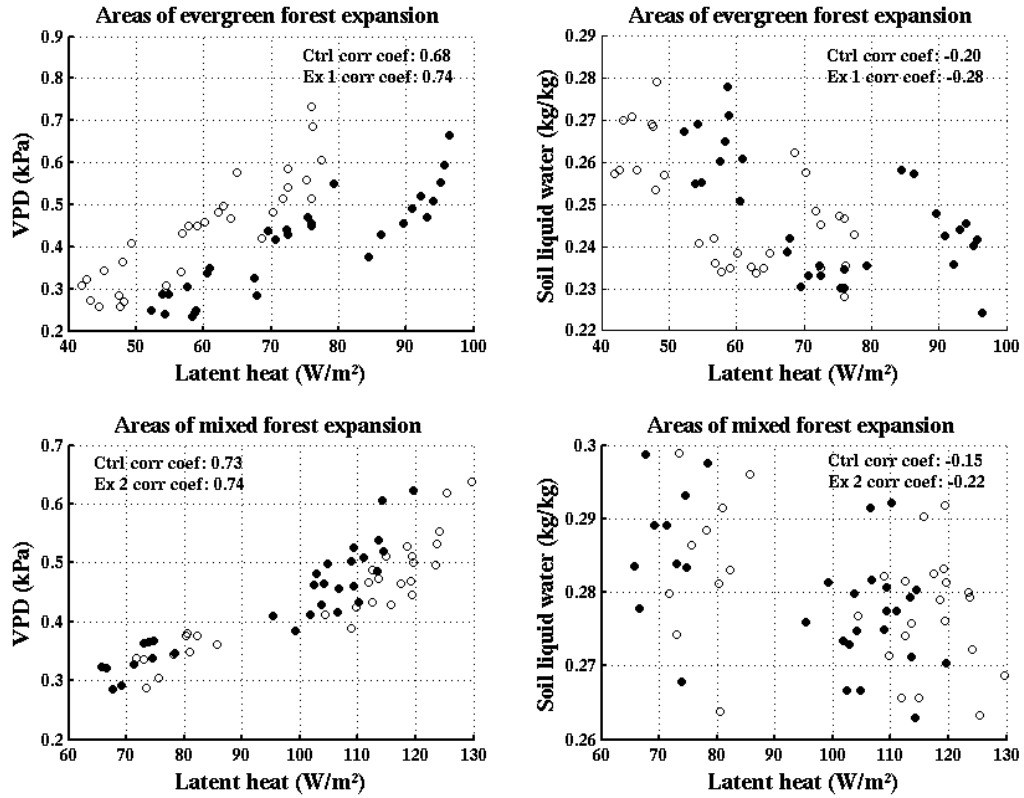 Areas of evergreen forest expansion
Ctrl corr coef: 0.68
Ex 1 corr coef: 0.74
VPD (kPa)
0.9
0.8
0.7
0.6
0.5
0.4
0.3
0.2
40 50 60 70 80 90 100
Latent heat (W/m²)
Areas of evergreen forest expansion
Ctrl corr coef: -0.20
Ex 1 corr coef: -0.28
Soil liquid water (kg/kg)
0.29
0.28
0.27
0.26
0.25
0.24
0.23
0.22
40 50 60 70 80 90 100
Latent heat (W/m²)
Areas of mixed forest expansion
Ctrl corr coef: 0.73
Ex 2 corr coef: 0.74
VPD (kPa)
0.7
0.6
0.5
0.4
0.3
0.2
60 70 80 90 100 110 120 130
Latent heat (W/m²)
Areas of mixed forest expansion
Ctrl corr coef: -0.15
Ex 2 corr coef: -0.22
Soil liquid water (kg/kg)
0.3
0.29
0.28
0.27
0.26
60 70 80 90 100 110 120 130
Latent heat (W/m²)